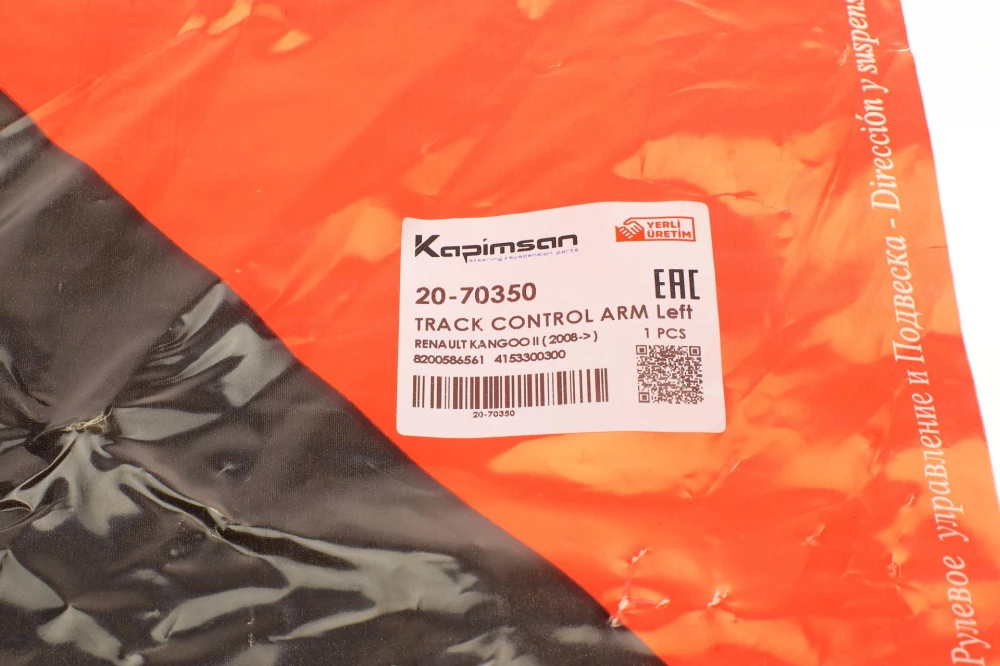 Kapimsan
steering & suspension parts
YERLİ
ÜRETİM
20-70350
EAC
TRACK CONTROL ARM Left
RENAULT KANGOO II ( 2008-> )
1 PCS
8200586561 4153300300
20-70350
Рулевое управление и Подвеска - Dirección y suspens